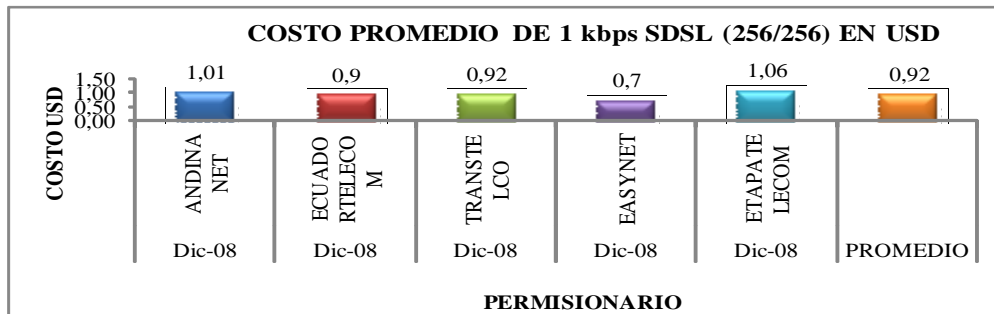 COSTO PROMEDIO DE 1 kbps SDSL (256/256) EN USD
COSTO USD
1,50
1,00
0,50
0,00
1,01
0,9
0,92
0,7
1,06
0,92
ANDINA
NET
ECUADO
RTELECO
M
TRANSTE
LCO
EASYNET
ETAPATE
LECOM
Dic-08
Dic-08
Dic-08
Dic-08
Dic-08
PROMEDIO
PERMISIONARIO